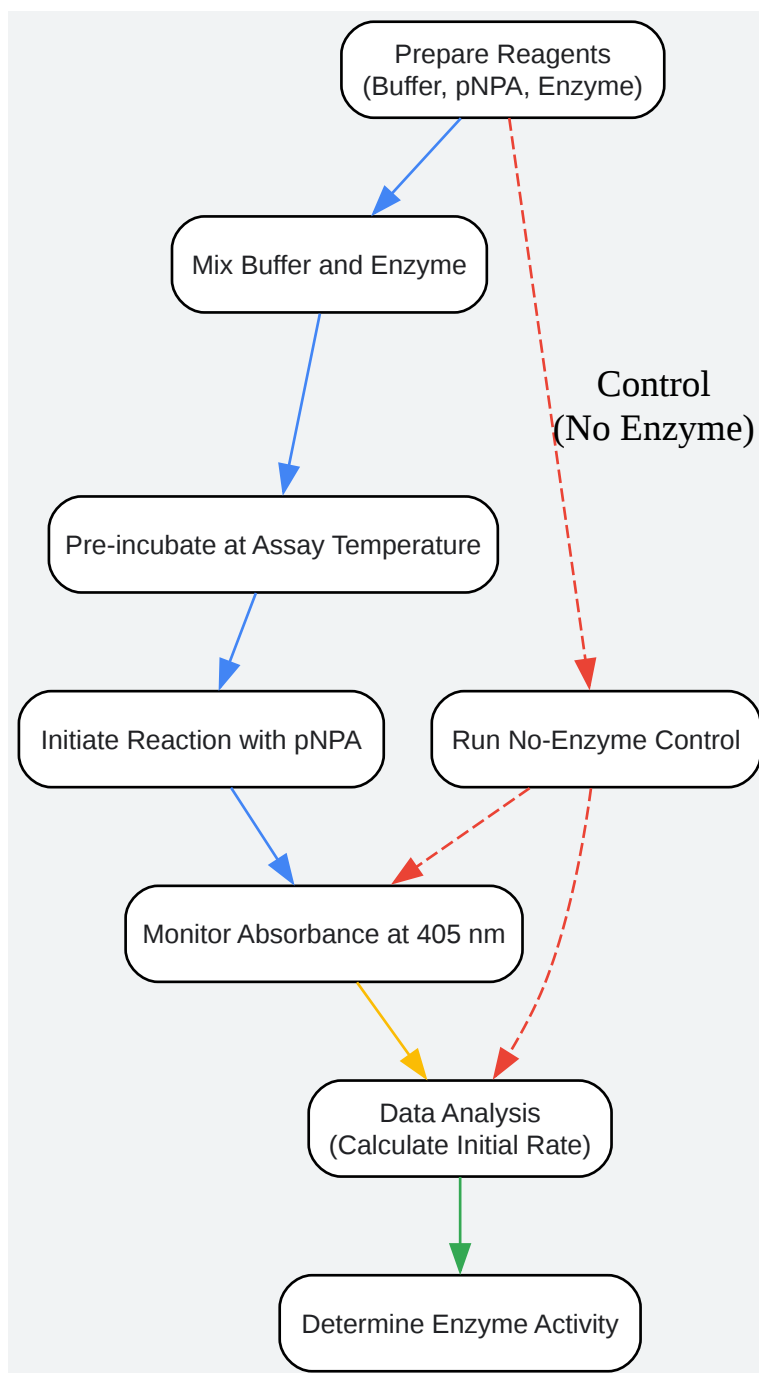 Prepare Reagents
(Buffer, pNPA, Enzyme)
Mix Buffer and Enzyme
Control
(No Enzyme)
Pre-incubate at Assay Temperature
Initiate Reaction with pNPA
Run No-Enzyme Control
Monitor Absorbance at 405 nm
Data Analysis
(Calculate Initial Rate)
Determine Enzyme Activity